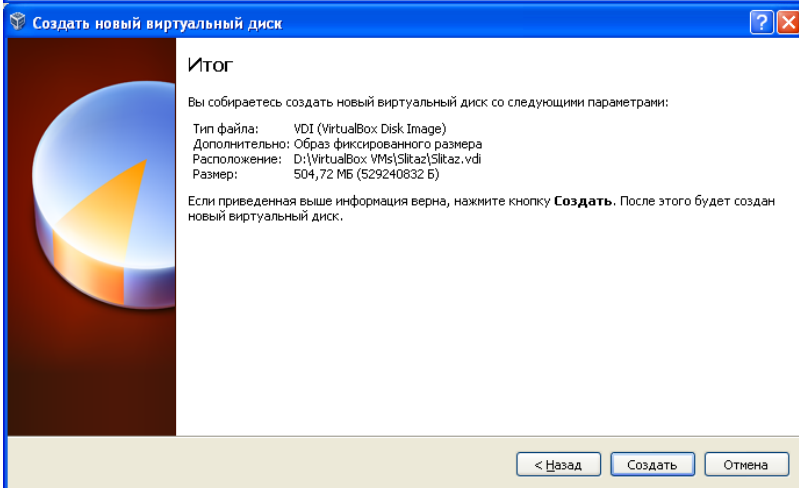 Создать новый виртуальный диск
Итог
Вы собираетесь создать новый виртуальный диск со следующими параметрами:
Тип файла: VDI (VirtualBox Disk Image)
Дополнительно: Образ фиксированного размера
Расположение: D:\VirtualBox VMs\Slitaz\Slitaz.vdi
Размер: 504,72 МБ (529240832 Б)
Если приведенная выше информация верна, нажмите кнопку Создать. После этого будет создан
новый виртуальный диск.
< Назад Создать Отмена